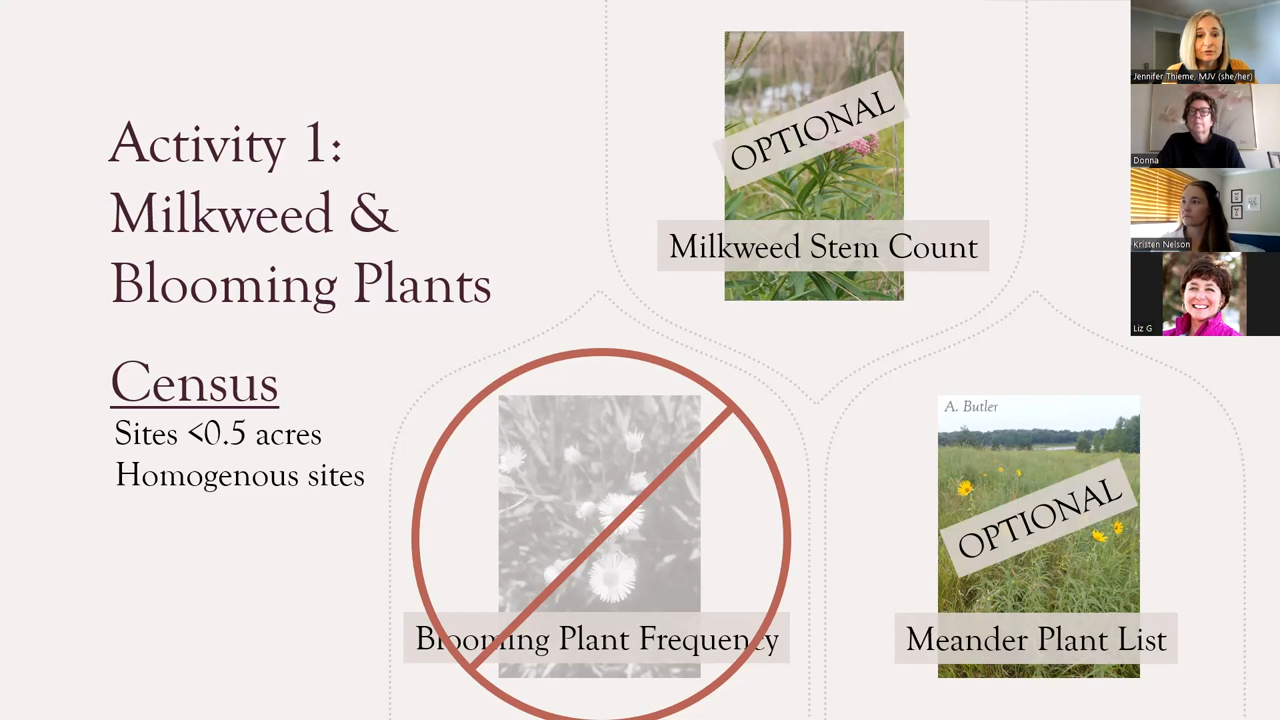 Activity 1:
Milkweed &
Blooming Plants
Census
Sites <0.5 acres
Homogenous sites
OPTIONAL
Milkweed Stem Count
Blooming Plant Frequency
A. Butler
OPTIONAL
Meander Plant List
Jennifer Thieme, MJV (she/her)
Donna
Kristen Nelson
Liz G